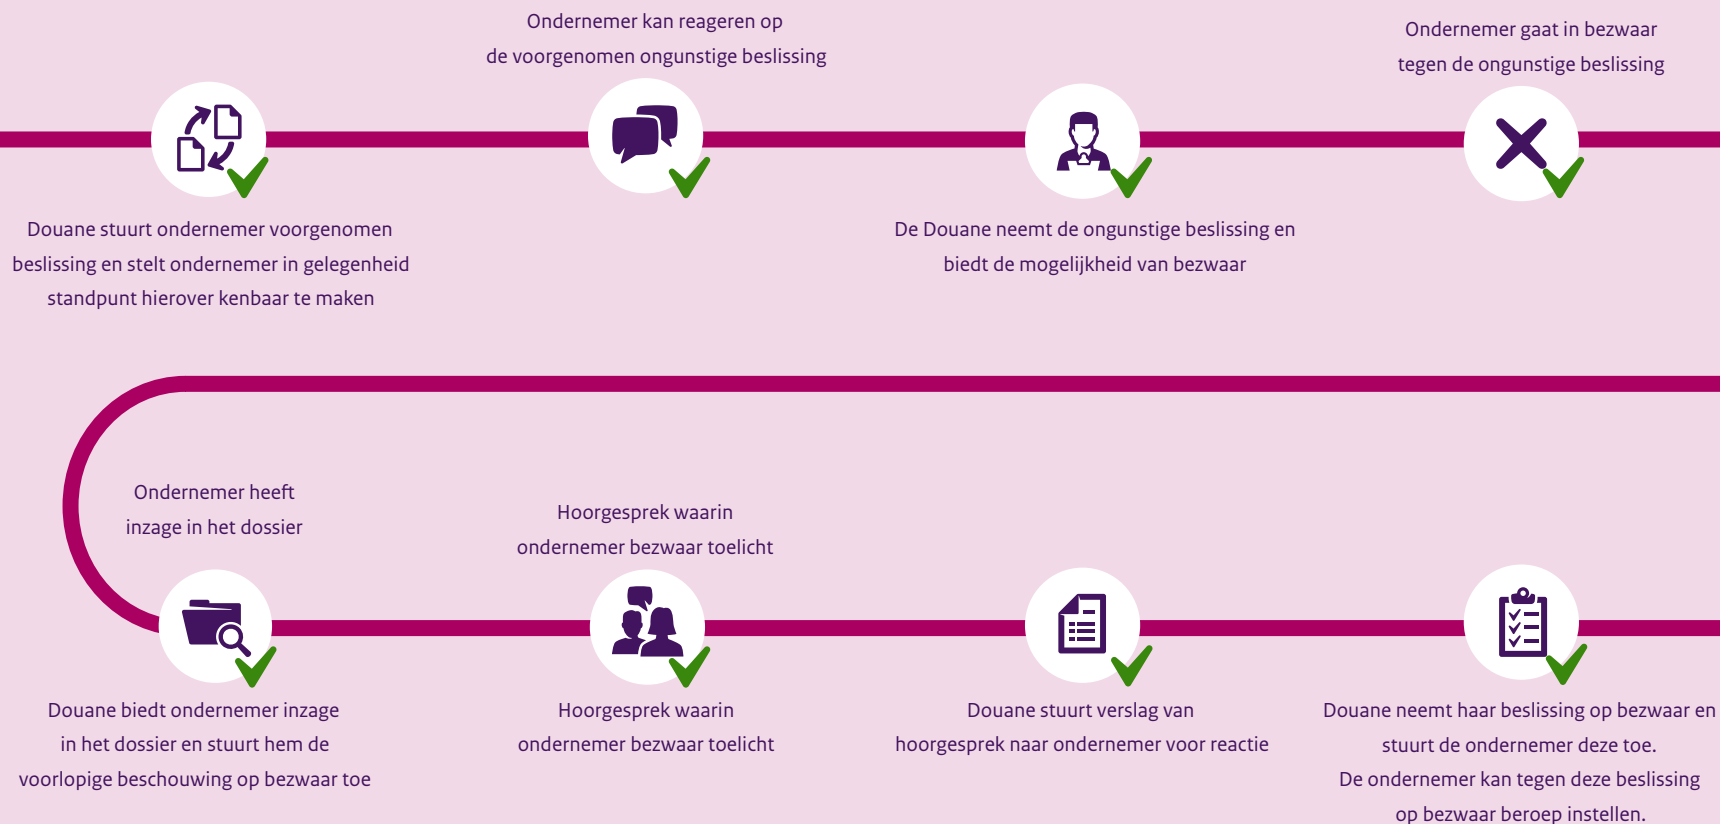 Ondernemer kan reageren op
de voorgenomen ongunstige beslissing
Ondernemer gaat in bezwaar
tegen de ongunstige beslissing
Douane stuurt ondernemer voorgenomen
beslissing en stelt ondernemer in gelegenheid
standpunt hierover kenbaar te maken
De Douane neemt de ongunstige beslissing en
biedt de mogelijkheid van bezwaar
Ondernemer heeft
inzage in het dossier
Hoorgesprek waarin
ondernemer bezwaar toelicht
Douane biedt ondernemer inzage
in het dossier en stuurt hem de
voorlopige beschouwing op bezwaar toe
Hoorgesprek waarin
ondernemer bezwaar toelicht
Douane stuurt verslag van
hoorgesprek naar ondernemer voor reactie
Douane neemt haar beslissing op bezwaar en
stuurt de ondernemer deze toe.
De ondernemer kan tegen deze beslissing
op bezwaar beroep instellen.